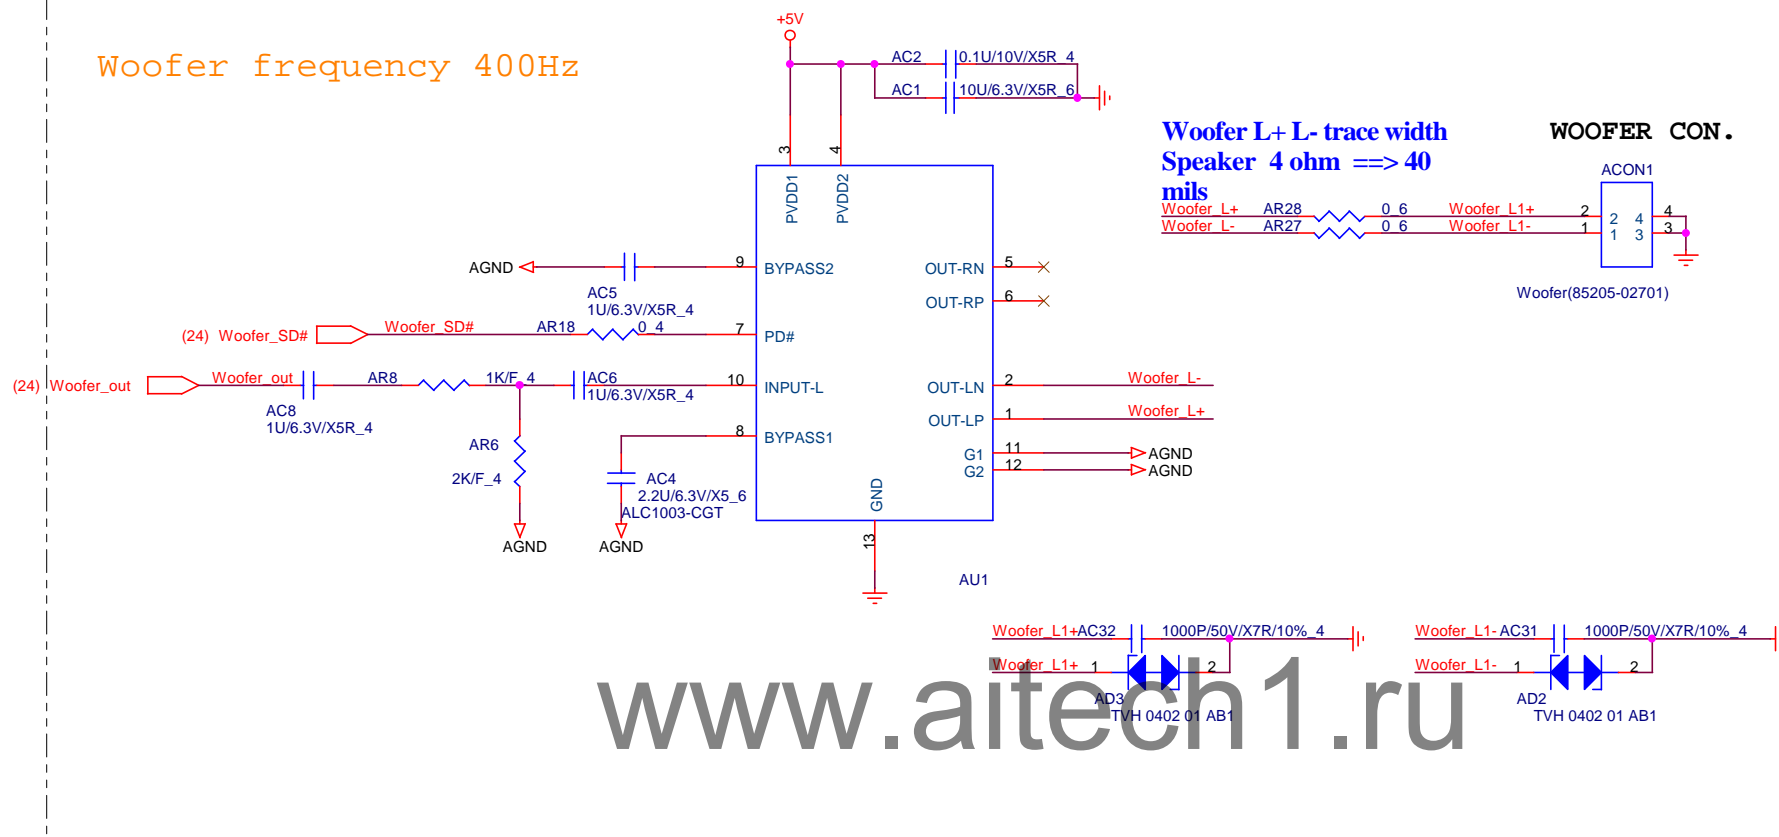 +5V
Woofer frequency 400Hz
AC2 0.1U/10V/X5R_4
AC1 10U/6.3V/X5R_6
Woofer L+ L- trace width
Speaker 4 ohm ==> 40
mils
WOOFER CON.
ACON1
3 4
PVDD1 PVDD2
Woofer_L+ AR28 0_6 Woofer_L1+ 2 2 4 4
Woofer_L- AR27 0_6 Woofer_L1- 1 1 3 3
Woofer(85205-02701)
AGND 9 BYPASS2 OUT-RN 5
AC5
1U/6.3V/X5R_4
OUT-RP 6
(24) Woofer_SD# Woofer_SD# AR18 0_4 7 PD#
(24) Woofer_out Woofer_out AR8 1K/F_4 AC6 10 INPUT-L OUT-LN 2 Woofer_L-
1U/6.3V/X5R_4
AC8
1U/6.3V/X5R_4
OUT-LP 1 Woofer_L+
8 BYPASS1
AR6
2K/F_4
G1 11 AGND
G2 12 AGND
AC4
2.2U/6.3V/X5_6
ALC1003-CGT
GND
13
AGND AGND
AU1
Woofer_L1+ AC32 1000P/50V/X7R/10%_4
Woofer_L1+ 1 2
AD3
TVH 0402 01 AB1
Woofer_L1- AC31 1000P/50V/X7R/10%_4
Woofer_L1- 1 2
AD2
TVH 0402 01 AB1
www.aitech1.ru